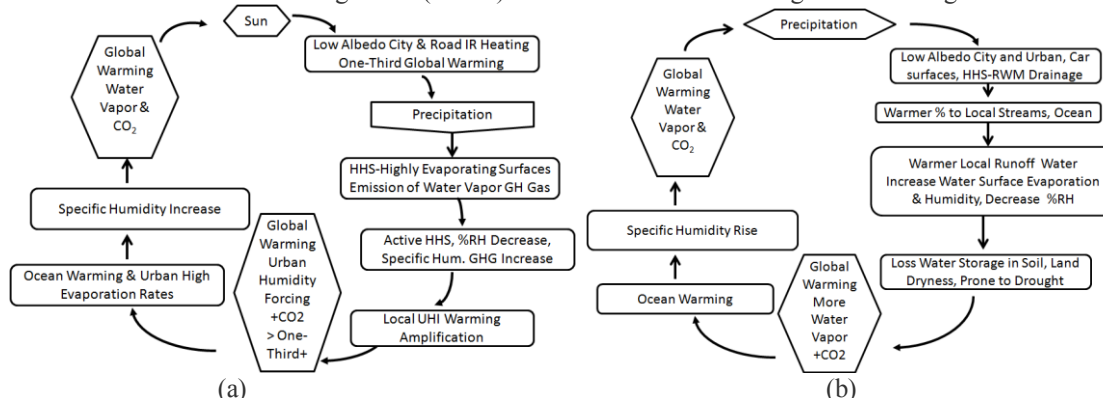 Sun
Low Albedo City & Road IR Heating
One-Third Global Warming
Precipitation
HHS-Highly Evaporating Surfaces
Emission of Water Vapor GH Gas
Active HHS, %RH Decrease,
Specific Hum. GHG Increase
Local UHI Warming
Amplification
Global
Warming
Urban
Humidity
Forcing
+CO2
> One-
Third+
Ocean Warming & Urban High
Evaporation Rates
Specific Humidity Increase
Global
Warming
Water
Vapor &
CO2
(a)
Precipitation
Low Albedo City and Urban, Car
surfaces, HHS-RWM Drainage
Warmer % to Local Streams, Ocean
Warmer Local Runoff Water
Increase Water Surface Evaporation
& Humidity, Decrease %RH
Loss Water Storage in Soil, Land
Dryness, Prone to Drought
Global
Warming
More
Water
Vapor
+CO2
Ocean Warming
Specific Humidity Rise
Global
Warming
Water
Vapor &
CO2
(b)